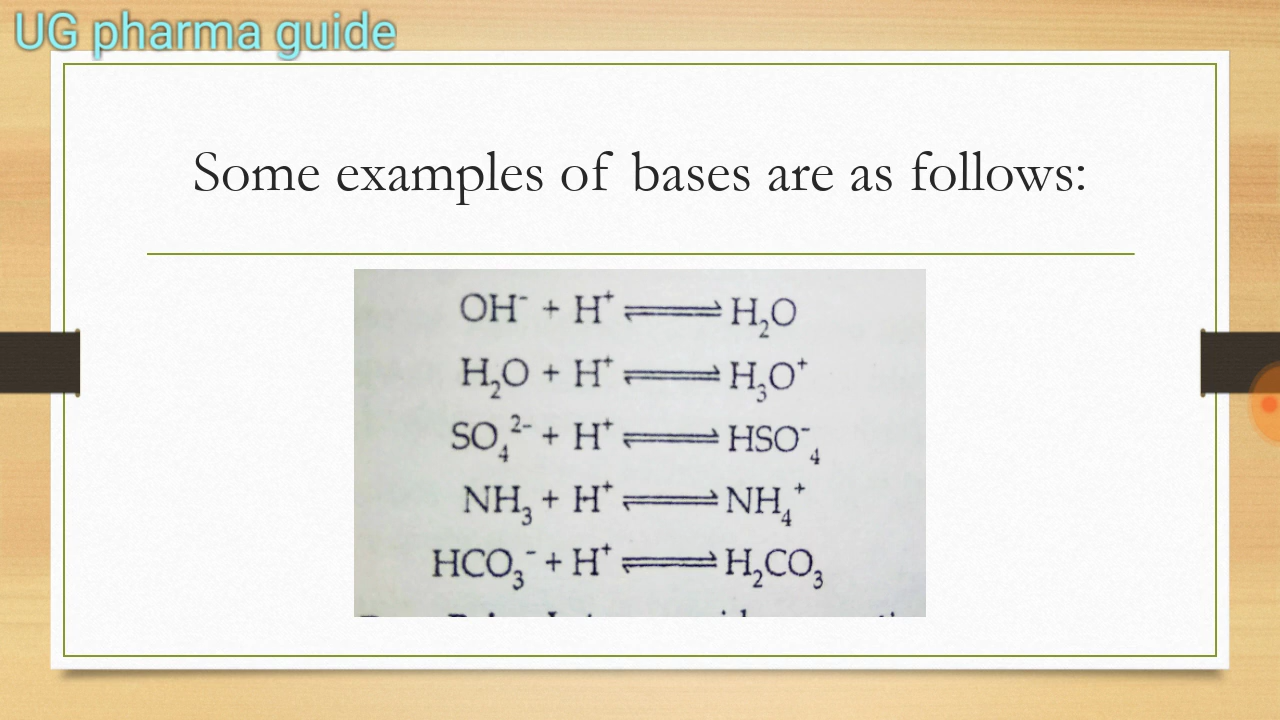 UG pharma guide
Some examples of bases are as follows:
OH⁻ + H⁺ ⇌ H₂O
H₂O + H⁺ ⇌ H₃O⁺
SO₄²⁻ + H⁺ ⇌ HSO⁻₄
NH₃ + H⁺ ⇌ NH₄⁺
HCO₃⁻ + H⁺ ⇌ H₂CO₃